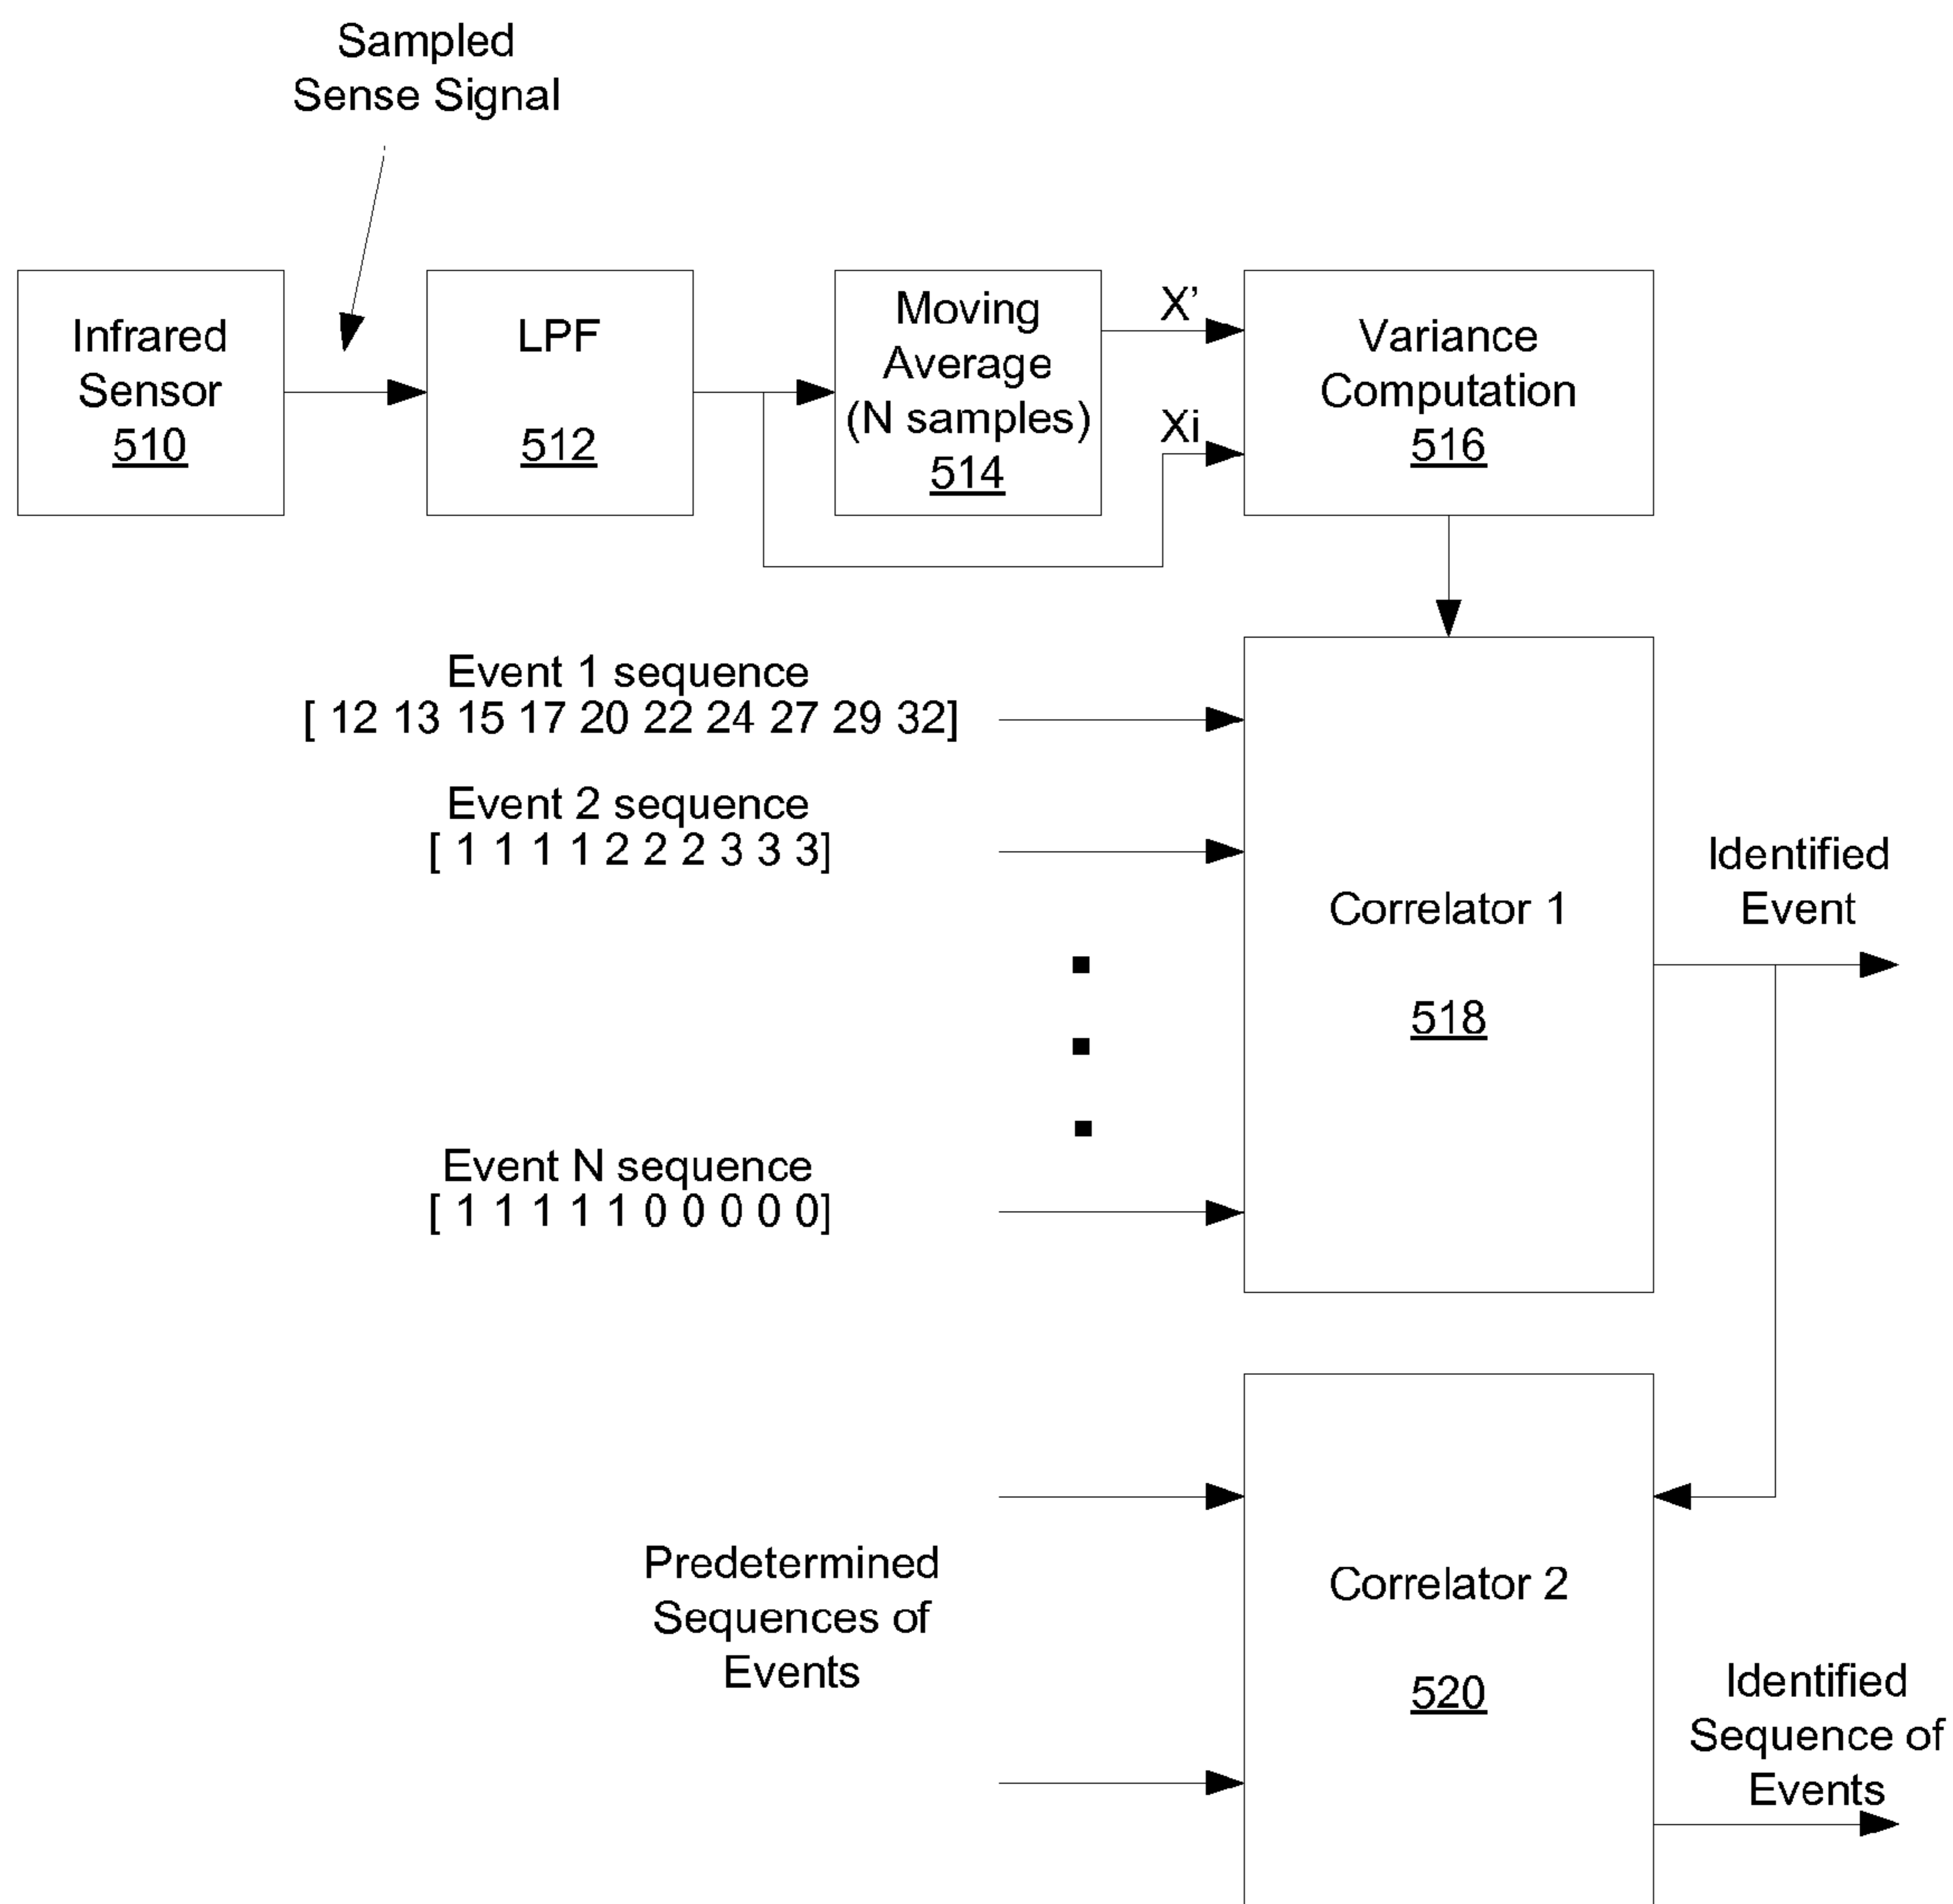 Sampled
Sense Signal
Infrared
Sensor
510
LPF
512
Moving
Average
(N samples)
514
X’
Xi
Variance
Computation
516
Event 1 sequence
[ 12 13 15 17 20 22 24 27 29 32]
Event 2 sequence
[ 1 1 1 1 2 2 2 3 3 3]
Event N sequence
[ 1 1 1 1 1 0 0 0 0 0]
Correlator 1
518
Identified
Event
Predetermined
Sequences of
Events
Correlator 2
520
Identified
Sequence of
Events